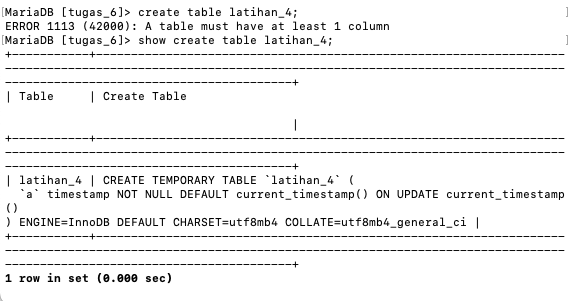 MariaDB [tugas_6]> create table latihan_4;
ERROR 1113 (42000): A table must have at least 1 column
MariaDB [tugas_6]> show create table latihan_4;
+-----------+----------------------------------------------------------------------
-----------------------------------------------------------------------------------
-------------------------------------------+
| Table     | Create Table
                                           |
+-----------+----------------------------------------------------------------------
-----------------------------------------------------------------------------------
-------------------------------------------+
| latihan_4 | CREATE TEMPORARY TABLE `latihan_4` (
  `a` timestamp NOT NULL DEFAULT current_timestamp() ON UPDATE current_timestamp
()
) ENGINE=InnoDB DEFAULT CHARSET=utf8mb4 COLLATE=utf8mb4_general_ci |
+-----------+----------------------------------------------------------------------
-----------------------------------------------------------------------------------
-------------------------------------------+
1 row in set (0.000 sec)